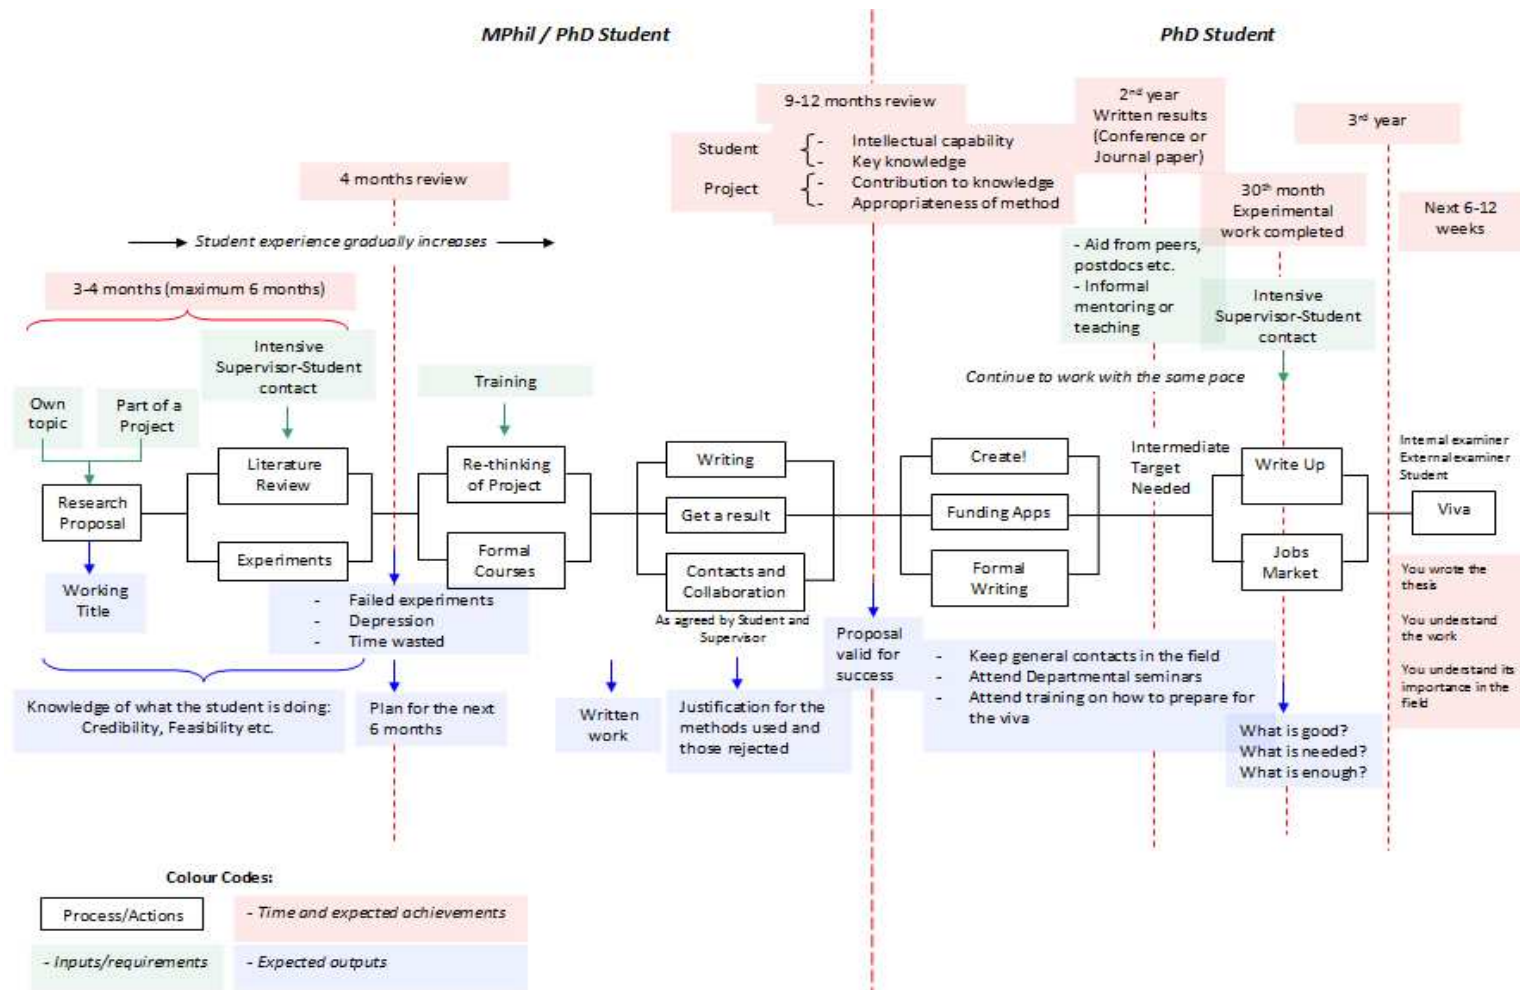 MPhil / PhD Student
PhD Student
9-12 months review
Student
- Intellectual capability
- Key knowledge
Project
- Contribution to knowledge
- Appropriateness of method
2nd year
Written results
(Conference or
Journal paper)
3rd year
4 months review
30th month
Experimental
work completed
Next 6-12
weeks
Student experience gradually increases
- Aid from peers,
postdocs etc.
- Informal
mentoring or
teaching
3-4 months (maximum 6 months)
Intensive
Supervisor-Student
contact
Intensive
Supervisor-Student
contact
Training
Continue to work with the same pace
Own
topic
Part of a
Project
Research
Proposal
Literature
Review
Experiments
Re-thinking
of Project
Formal
Courses
Writing
Get a result
Contacts and
Collaboration
As agreed by Student and
Supervisor
Create!
Funding Apps
Formal
Writing
Intermediate
Target
Needed
Write Up
Jobs
Market
Internal examiner
External examiner
Student
Viva
Working
Title
- Failed experiments
- Depression
- Time wasted
Proposal
valid for
success
- Keep general contacts in the field
- Attend Departmental seminars
- Attend training on how to prepare for
the viva
You wrote the
thesis
You understand
the work
You understand its
importance in the
field
Knowledge of what the student is doing:
Credibility, Feasibility etc.
Plan for the next
6 months
Written
work
Justification for the
methods used and
those rejected
What is good?
What is needed?
What is enough?
Colour Codes:
Process/Actions
- Time and expected achievements
- Inputs/requirements
- Expected outputs